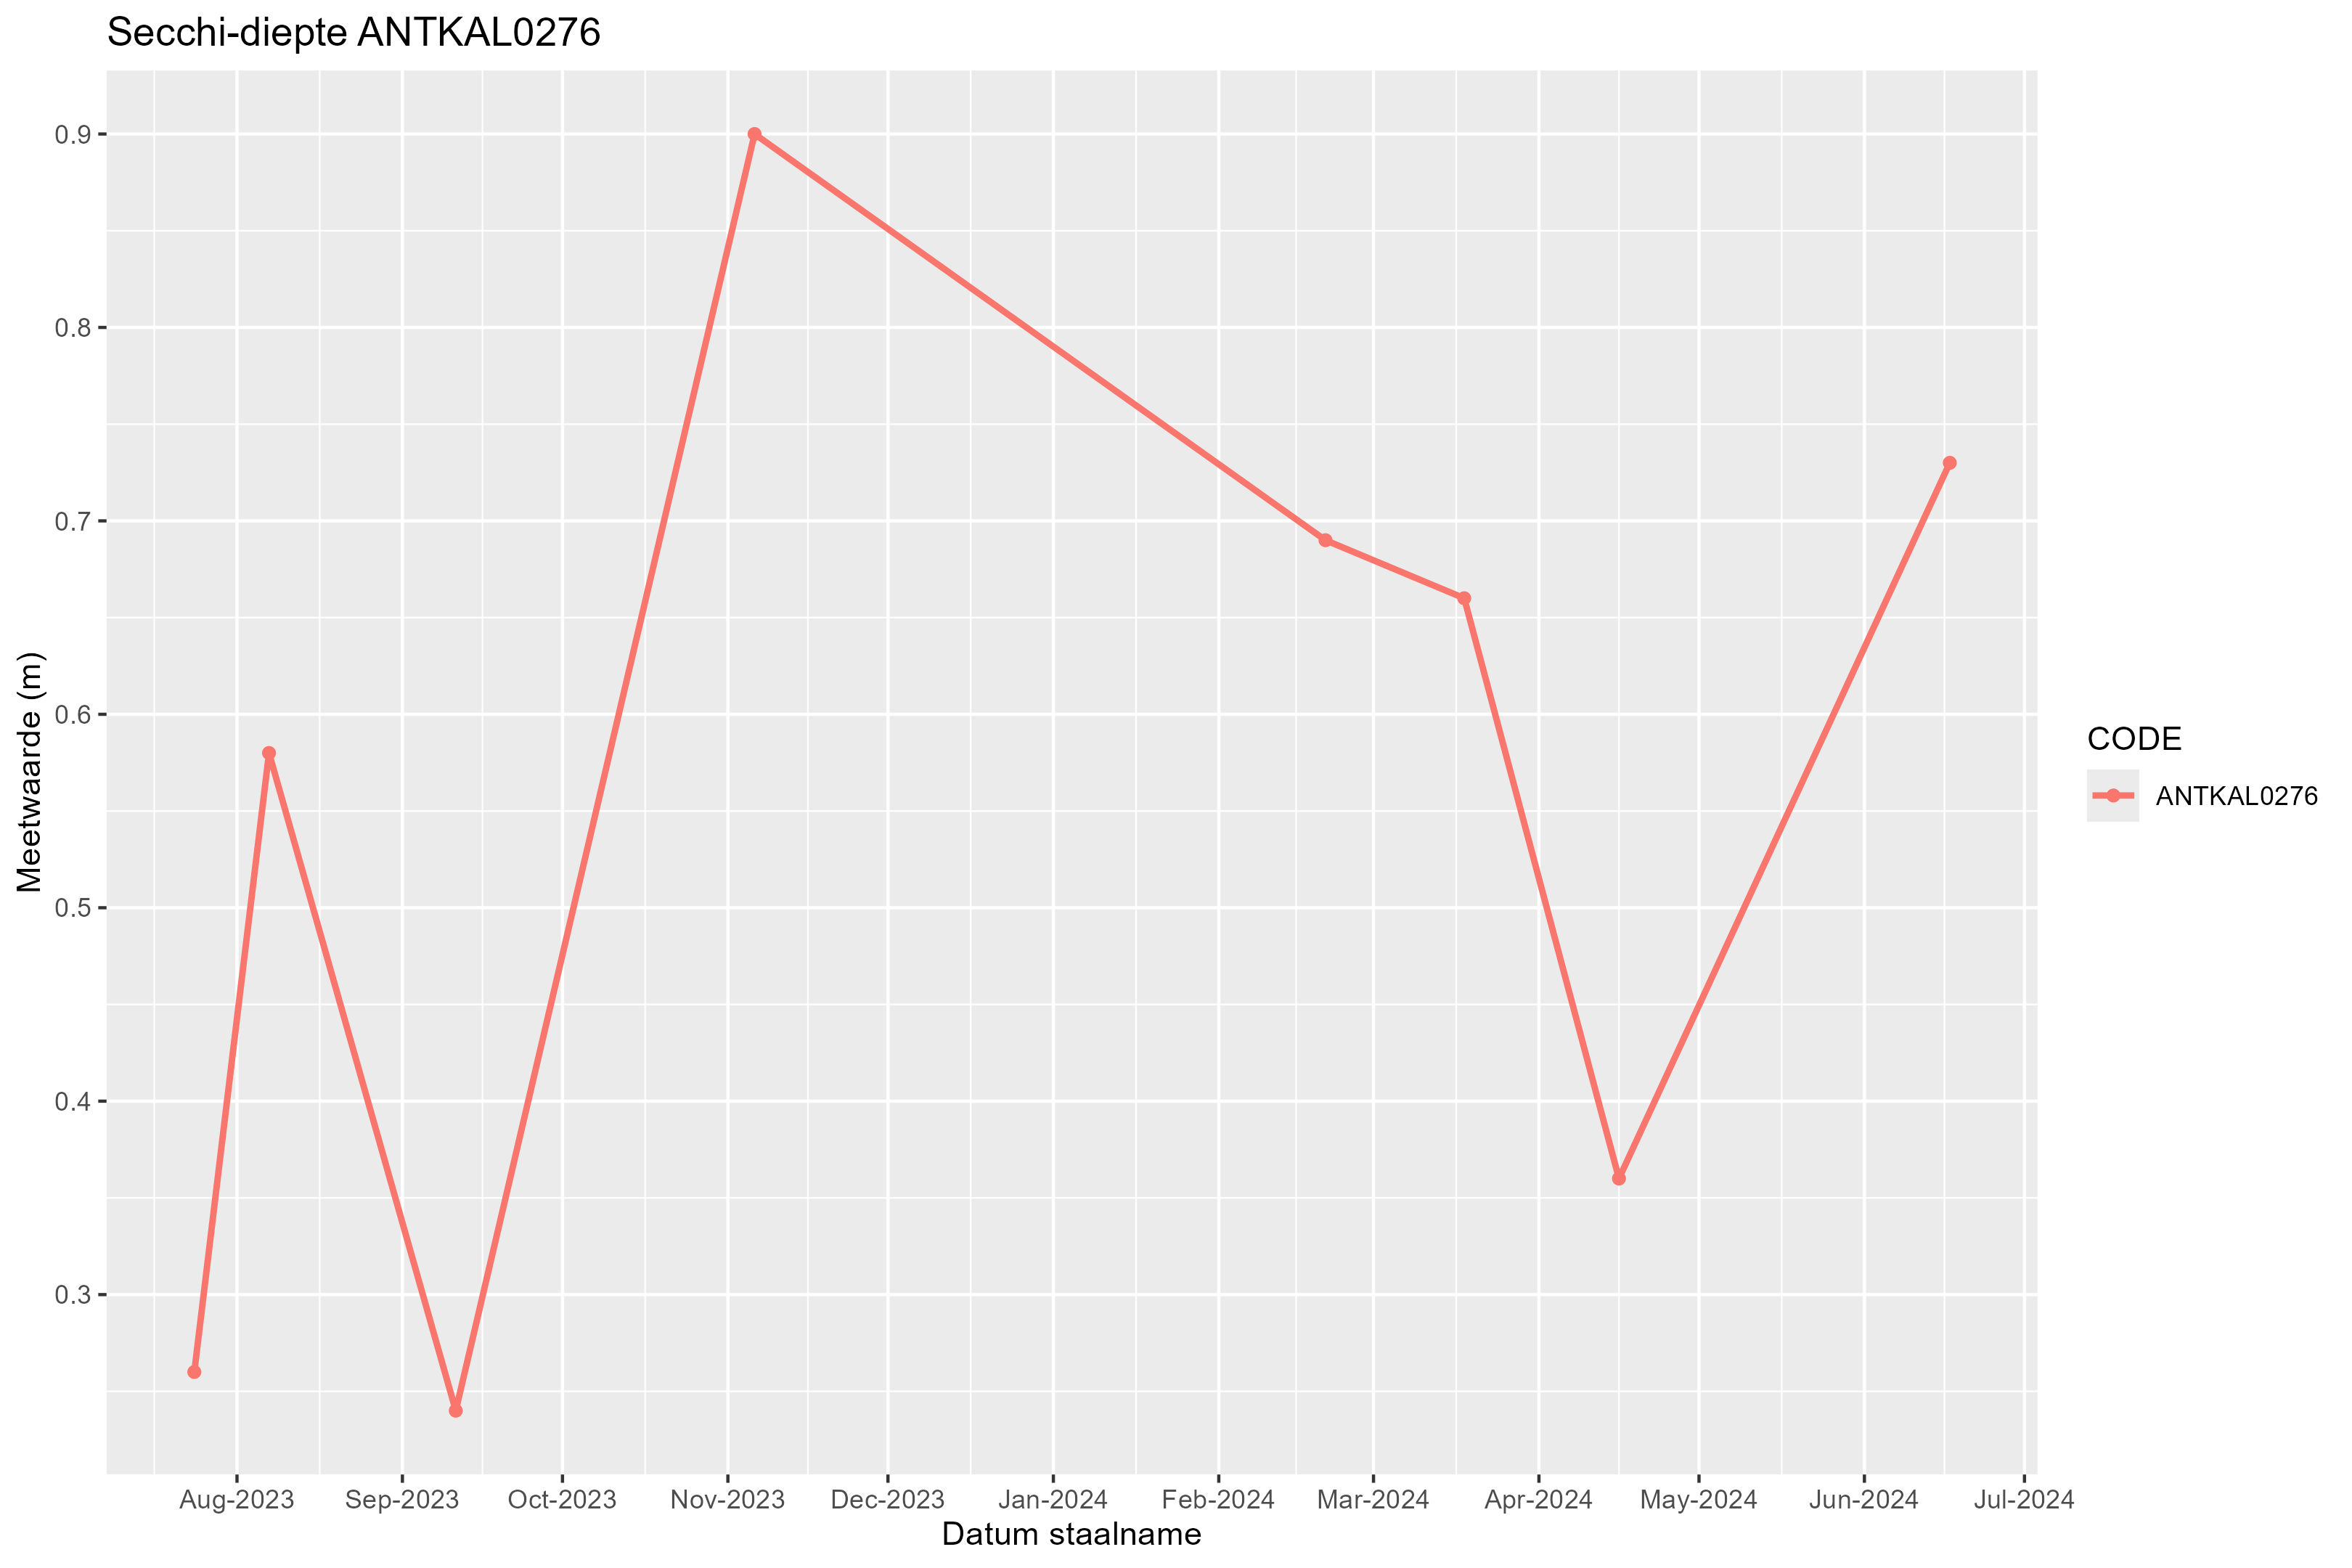 Secchi-diepte ANTKAL0276
Meetwaarde (m)
0.9
0.8
0.7
0.6
0.5
0.4
0.3
Aug-2023 Sep-2023 Oct-2023 Nov-2023 Dec-2023 Jan-2024 Feb-2024 Mar-2024 Apr-2024 May-2024 Jun-2024 Jul-2024
Datum staalname
CODE
ANTKAL0276